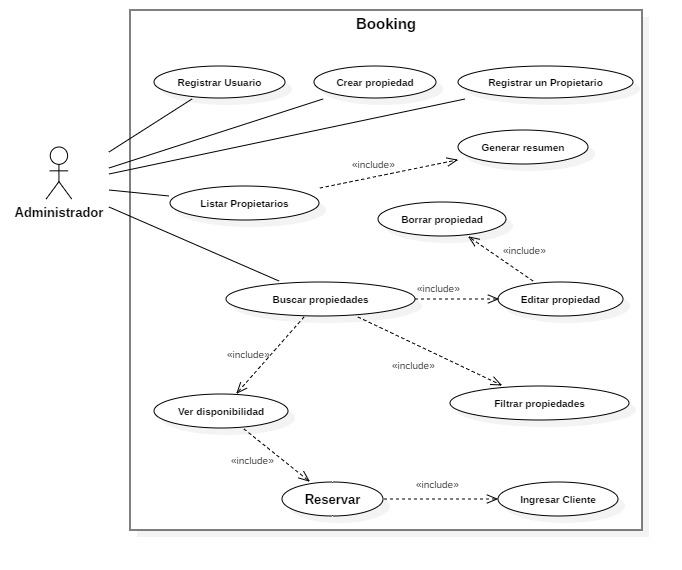 Booking
Registrar Usuario
Crear propiedad
Registrar un Propietario
Generar resumen
«include»
Listar Propietarios
Administrador
Borrar propiedad
«include»
«include»
Buscar propiedades
Editar propiedad
«include»
«include»
Ver disponibilidad
Filtrar propiedades
«include»
«include»
Reservar
Ingresar Cliente